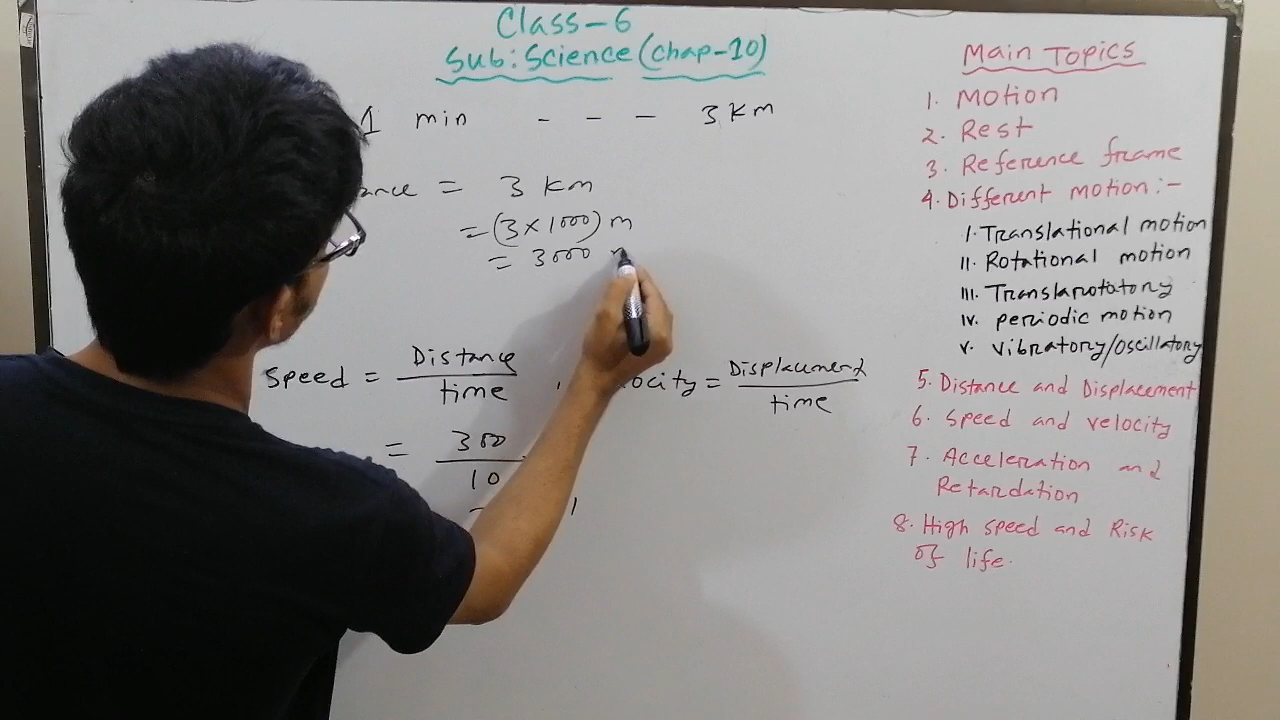 Class-6
Sub: Science (chap-10)
1 min - - - 3 Km
ance = 3 Km
= (3 x 1000) m
= 3000
Speed = Distance / time , ocity = Displacement / time
= 300 / 10
Main Topics
1. Motion
2. Rest
3. Reference frame
4. Different motion:-
I. Translational motion
II. Rotational motion
III. Translarotatory
IV. periodic motion
V. vibratory/oscillatory
5. Distance and Displacement
6. Speed and velocity
7. Acceleration and
Retardation
8. High speed and Risk
of life.